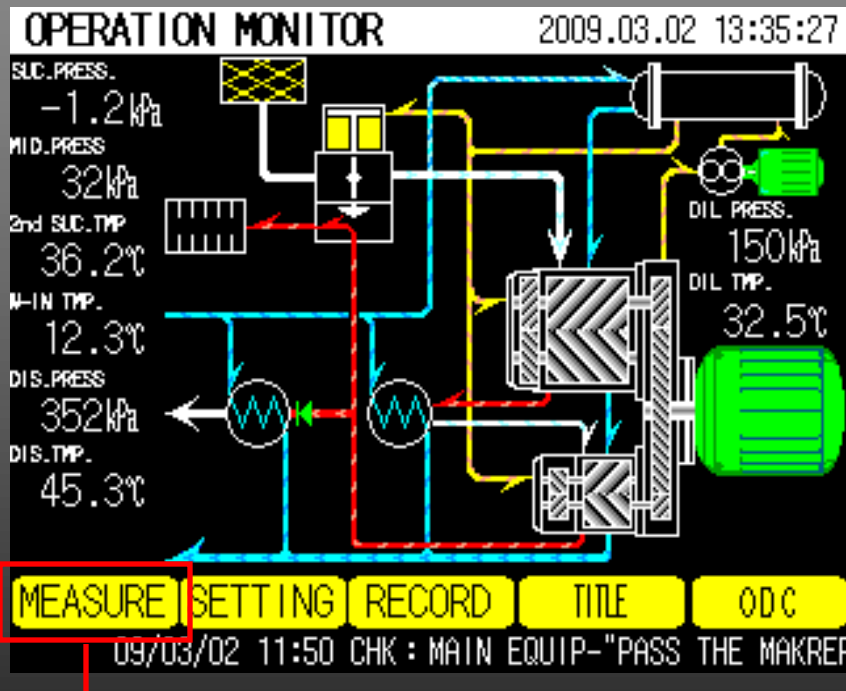 OPERATION MONITOR 2009.03.02 13:35:27
SUC.PRESS.
-1.2kPa
MID.PRESS
32kPa
2nd SUC.TMP
36.2℃
W-IN TMP.
12.3℃
DIS.PRESS
352kPa
DIS.TMP.
45.3℃
OIL PRESS.
150kPa
OIL TMP.
32.5℃
MEASURE SETTING RECORD TITLE ODC
09/03/02 11:50 CHK:MAIN EQUIP-"PASS THE MAKREP